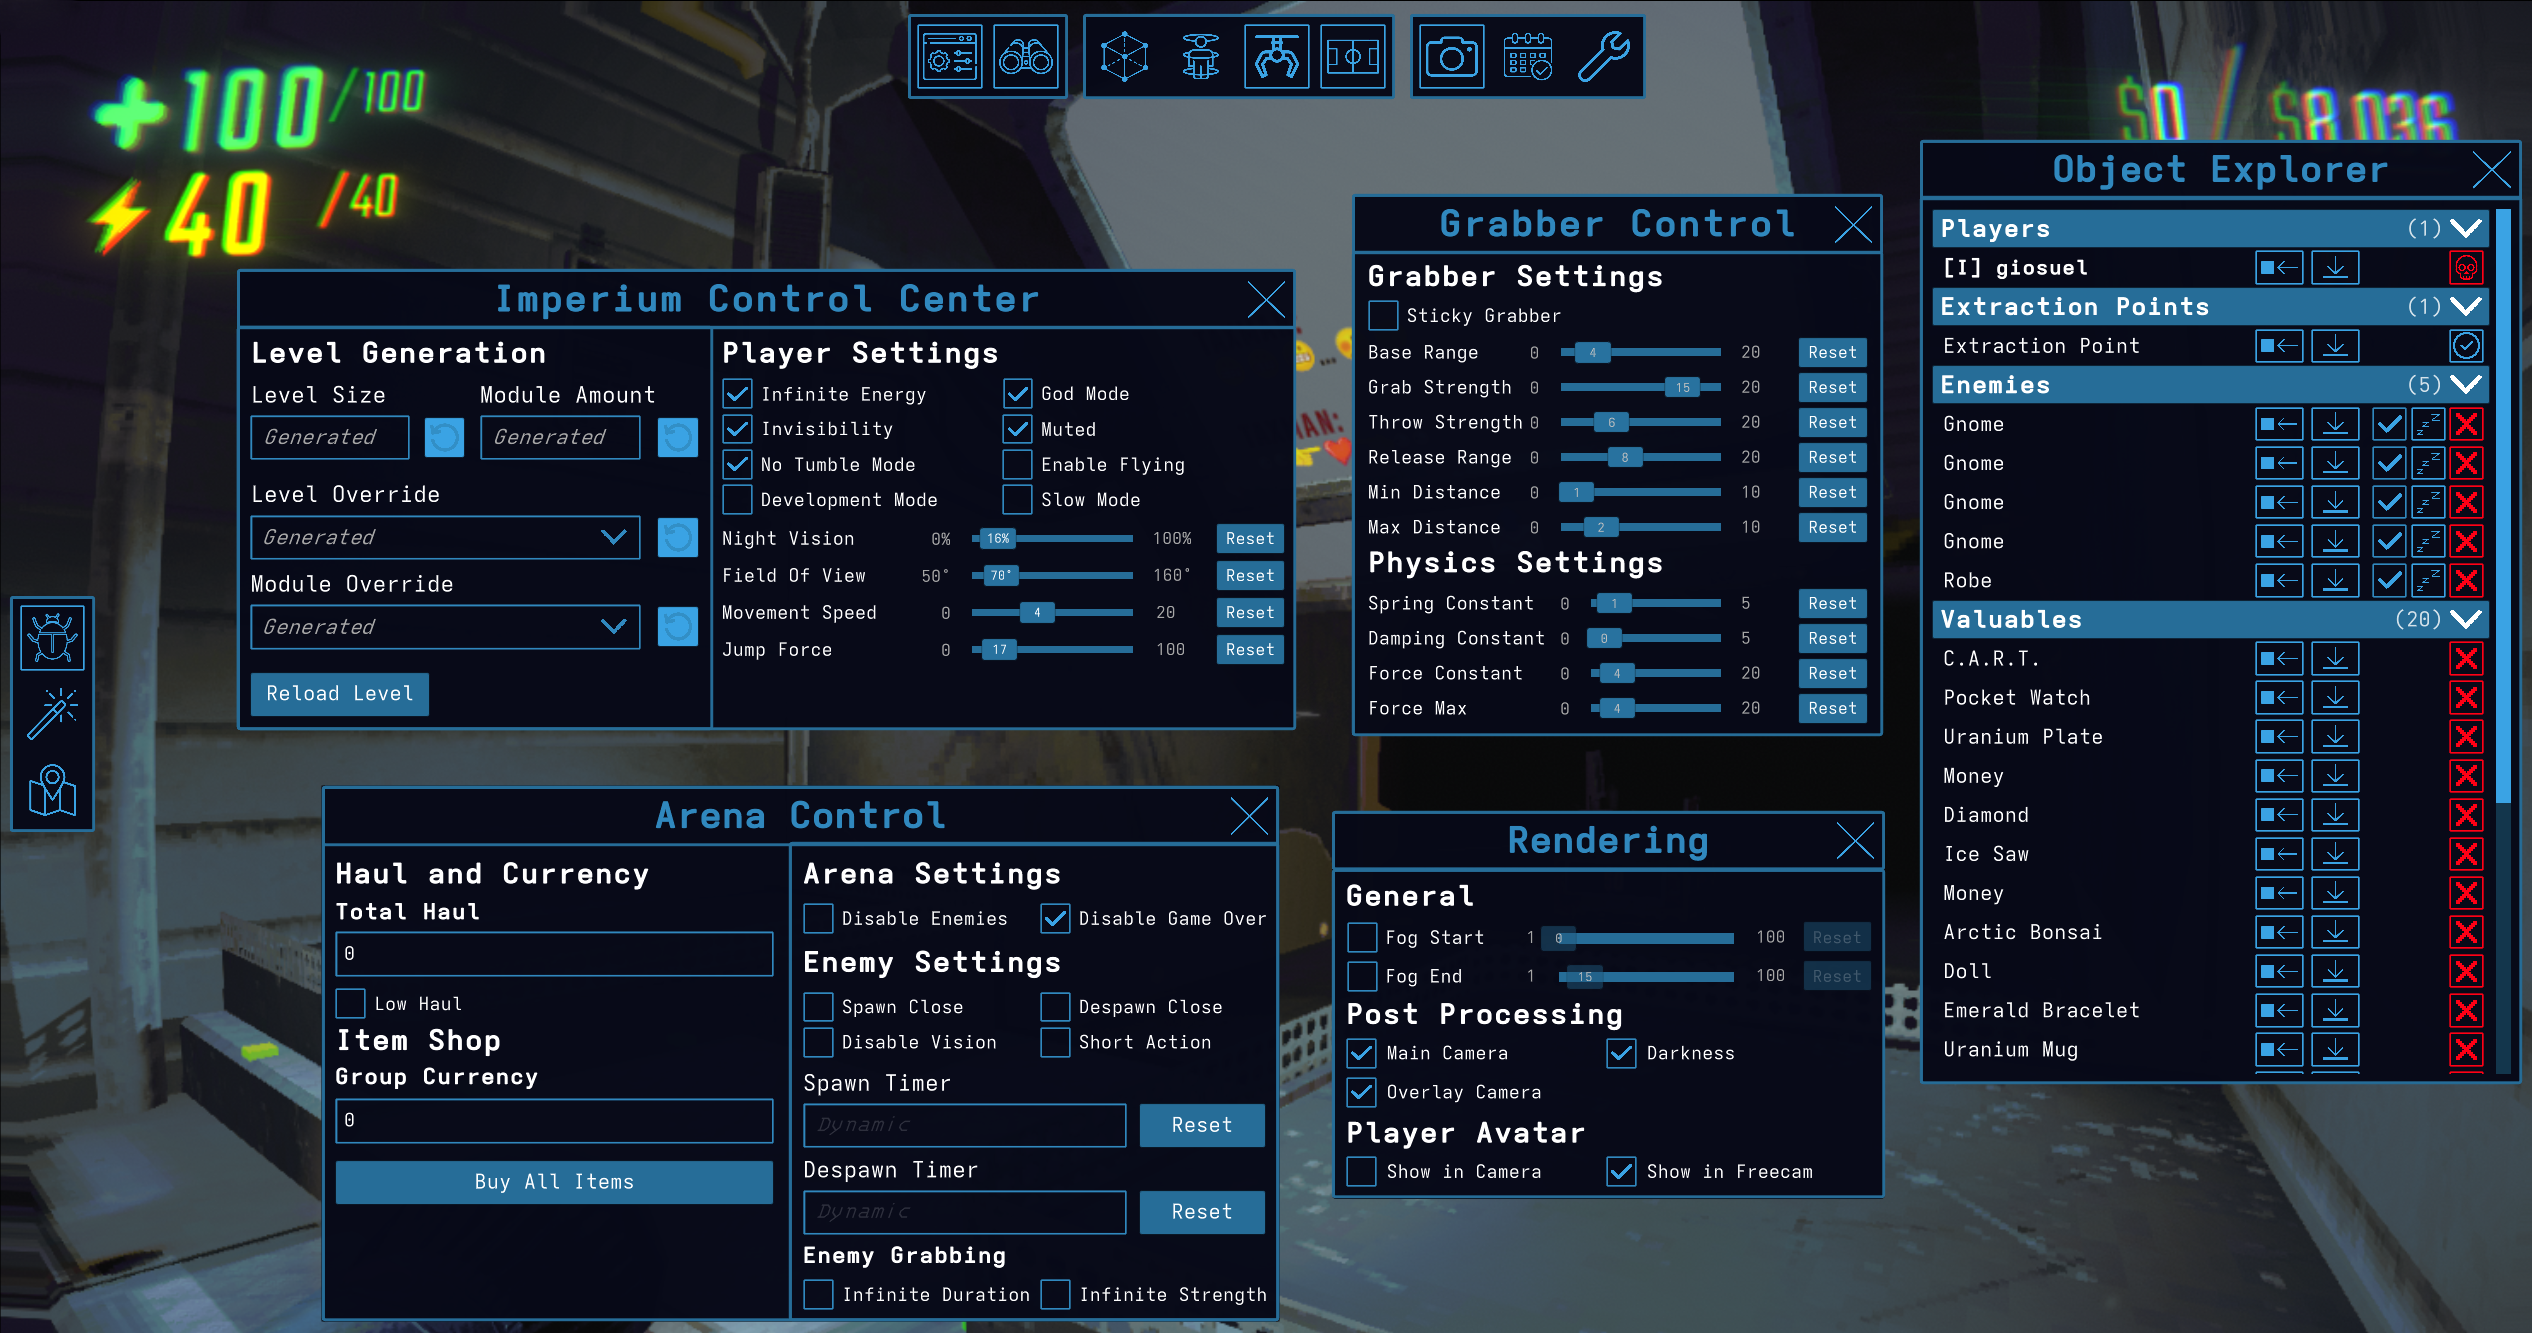 +100/100
40 /40
$0 / $8,036
Imperium Control Center
Level Generation
Level Size Module Amount
Generated Generated
Level Override
Generated
Module Override
Generated
Reload Level
Player Settings
Infinite Energy God Mode
Invisibility Muted
No Tumble Mode Enable Flying
Development Mode Slow Mode
Night Vision 0% 16% 100% Reset
Field Of View 50° 70° 160° Reset
Movement Speed 0 4 20 Reset
Jump Force 0 17 100 Reset
Grabber Control
Grabber Settings
Sticky Grabber
Base Range 0 4 20 Reset
Grab Strength 0 15 20 Reset
Throw Strength 0 6 20 Reset
Release Range 0 8 20 Reset
Min Distance 0 1 10 Reset
Max Distance 0 2 10 Reset
Physics Settings
Spring Constant 0 1 5 Reset
Damping Constant 0 0 5 Reset
Force Constant 0 4 20 Reset
Force Max 0 4 20 Reset
Object Explorer
Players (1)
[I] giosuel
Extraction Points (1)
Extraction Point
Enemies (5)
Gnome
Gnome
Gnome
Gnome
Robe
Valuables (20)
C.A.R.T.
Pocket Watch
Uranium Plate
Money
Diamond
Ice Saw
Money
Arctic Bonsai
Doll
Emerald Bracelet
Uranium Mug
Arena Control
Haul and Currency
Total Haul
0
Low Haul
Item Shop
Group Currency
0
Buy All Items
Arena Settings
Disable Enemies Disable Game Over
Enemy Settings
Spawn Close Despawn Close
Disable Vision Short Action
Spawn Timer
Dynamic Reset
Despawn Timer
Dynamic Reset
Enemy Grabbing
Infinite Duration Infinite Strength
Rendering
General
Fog Start 1 0 100 Reset
Fog End 1 15 100 Reset
Post Processing
Main Camera Darkness
Overlay Camera
Player Avatar
Show in Camera Show in Freecam